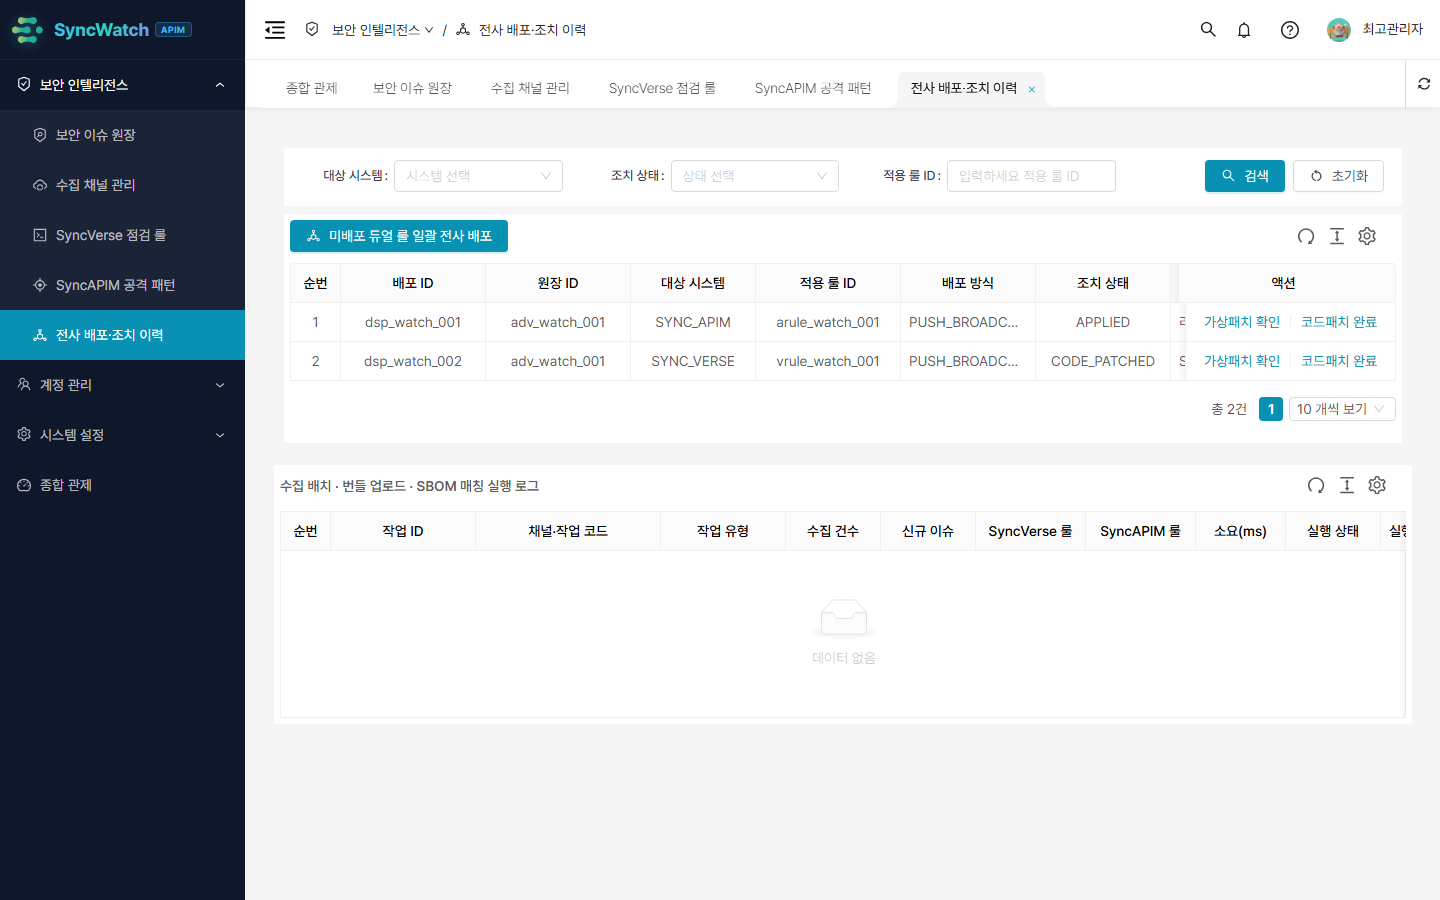 SyncWatch APIM
보안 인텔리전스
보안 이슈 원장
수집 채널 관리
SyncVerse 점검 룰
SyncAPIM 공격 패턴
전사 배포·조치 이력
계정 관리
시스템 설정
종합 관제
보안 인텔리전스 / 전사 배포·조치 이력
최고관리자
종합 관제 보안 이슈 원장 수집 채널 관리 SyncVerse 점검 룰 SyncAPIM 공격 패턴 전사 배포·조치 이력
대상 시스템 : 시스템 선택 조치 상태 : 상태 선택 적용 룰 ID : 입력하세요 적용 룰 ID 검색 초기화
미배포 듀얼 룰 일괄 전사 배포
순번 배포 ID 원장 ID 대상 시스템 적용 룰 ID 배포 방식 조치 상태 액션
1 dsp_watch_001 adv_watch_001 SYNC_APIM arule_watch_001 PUSH_BROADC... APPLIED 가상패치 확인 코드패치 완료
2 dsp_watch_002 adv_watch_001 SYNC_VERSE vrule_watch_001 PUSH_BROADC... CODE_PATCHED 가상패치 확인 코드패치 완료
총 2건 1 10 개씩 보기
수집 배치 · 번들 업로드 · SBOM 매칭 실행 로그
순번 작업 ID 채널·작업 코드 작업 유형 수집 건수 신규 이슈 SyncVerse 룰 SyncAPIM 룰 소요(ms) 실행 상태
데이터 없음